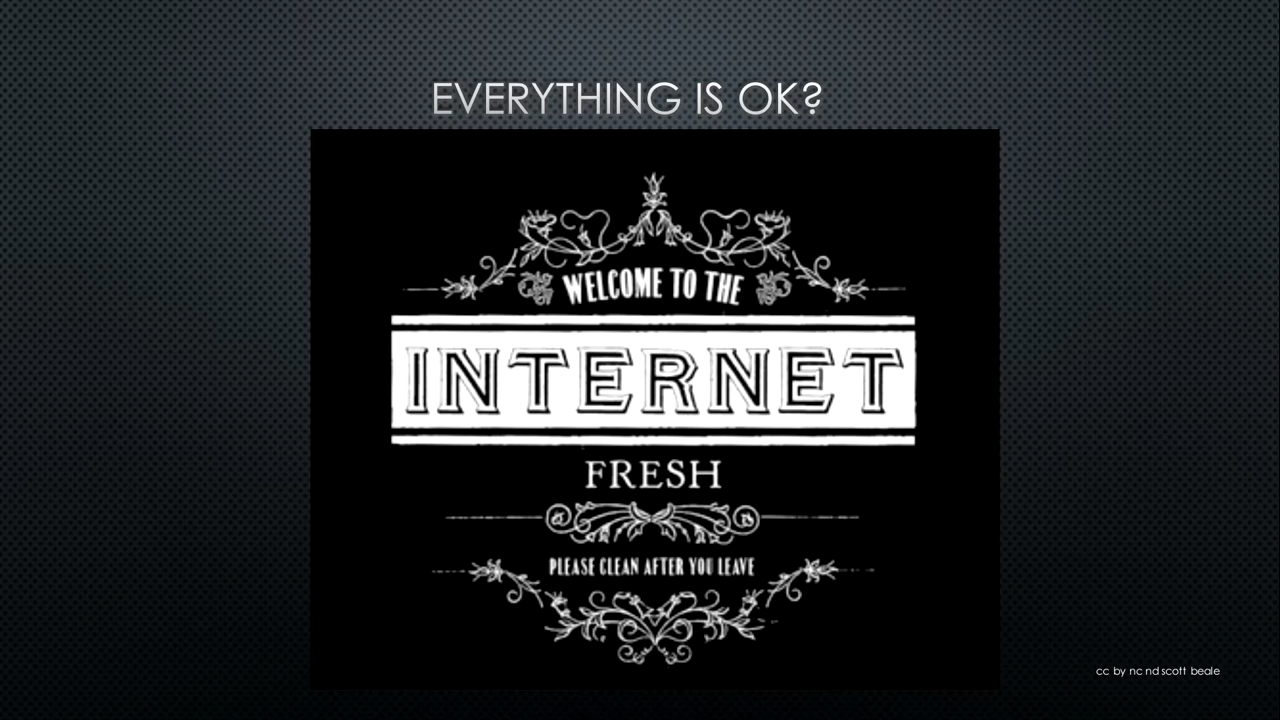 EVERYTHING IS OK?
WELCOME TO THE
INTERNET
FRESH
PLEASE CLEAN AFTER YOU LEAVE
cc by nc nd scott beale